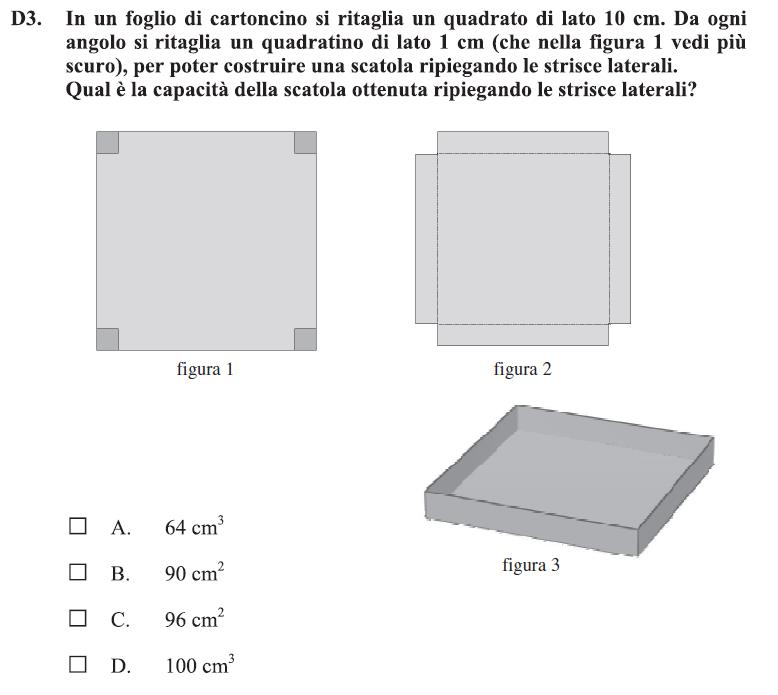 D3. In un foglio di cartoncino si ritaglia un quadrato di lato 10 cm. Da ogni
angolo si ritaglia un quadratino di lato 1 cm (che nella figura 1 vedi più
scuro), per poter costruire una scatola ripiegando le strisce laterali.
Qual è la capacità della scatola ottenuta ripiegando le strisce laterali?
figura 1
figura 2
figura 3
A. 64 cm³
B. 90 cm²
C. 96 cm²
D. 100 cm³